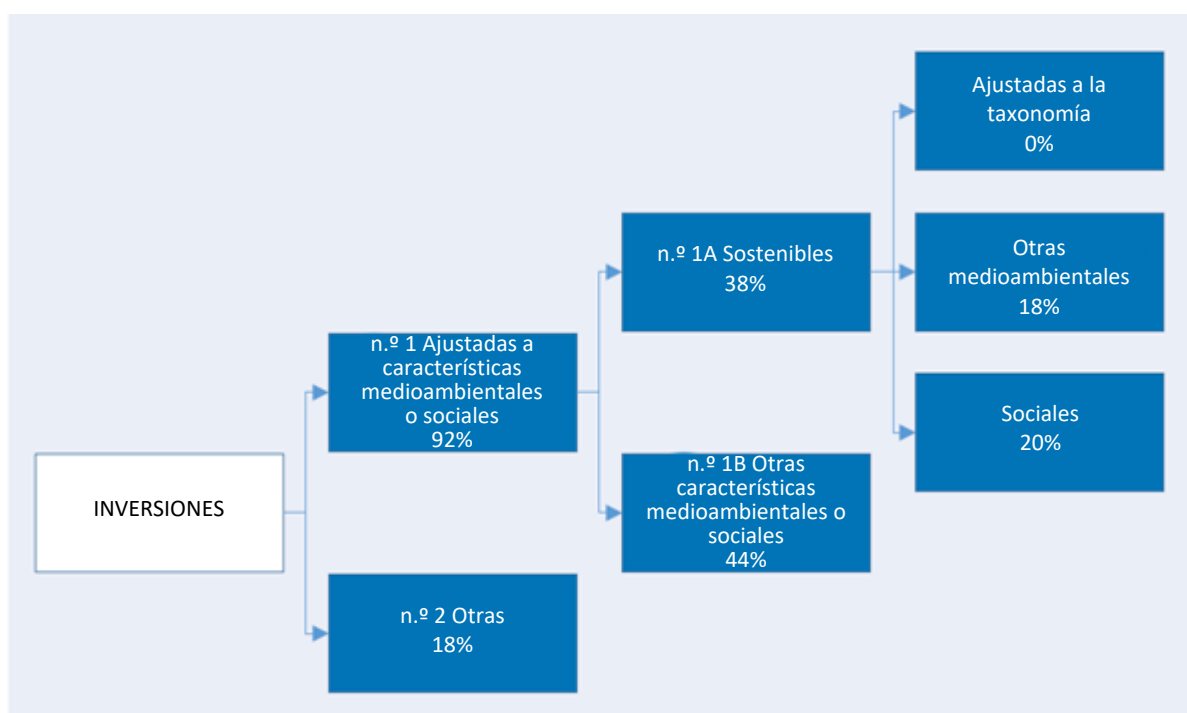 INVERSIONES
n.º 1 Ajustadas a
características
medioambientales
o sociales
92%
n.º 2 Otras
18%
n.º 1A Sostenibles
38%
n.º 1B Otras
características
medioambientales o
sociales
44%
Ajustadas a la
taxonomía
0%
Otras
medioambientales
18%
Sociales
20%